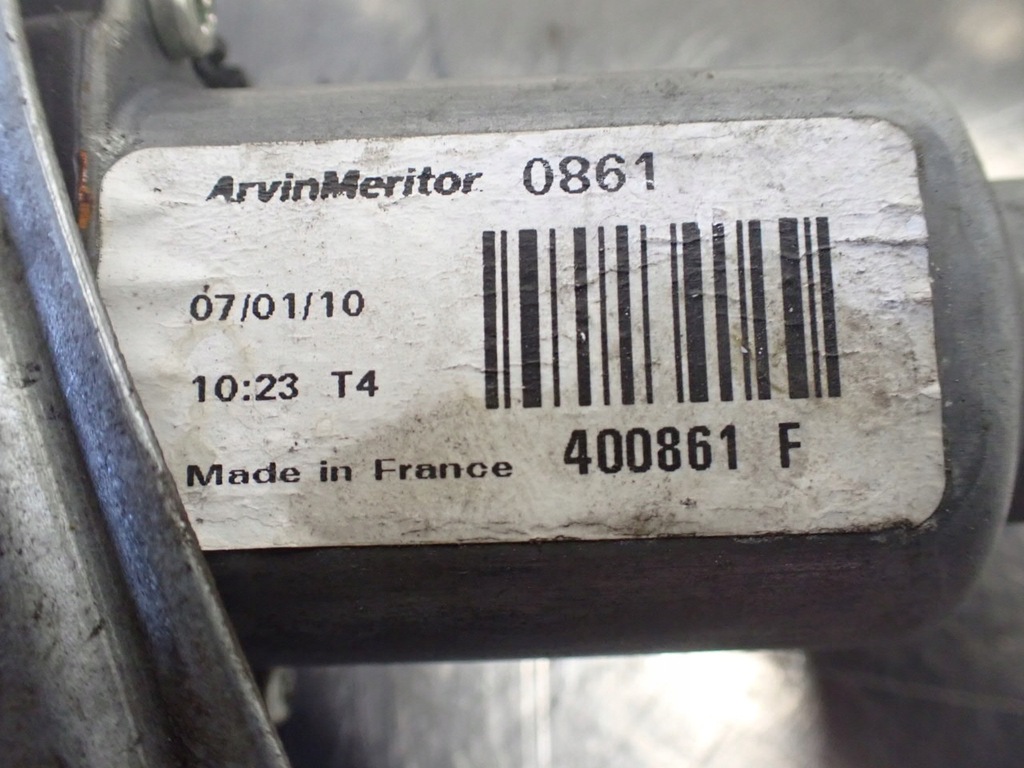 ArvinMeritor 0861
07/01/10
10:23 T4
400861 F
Made in France